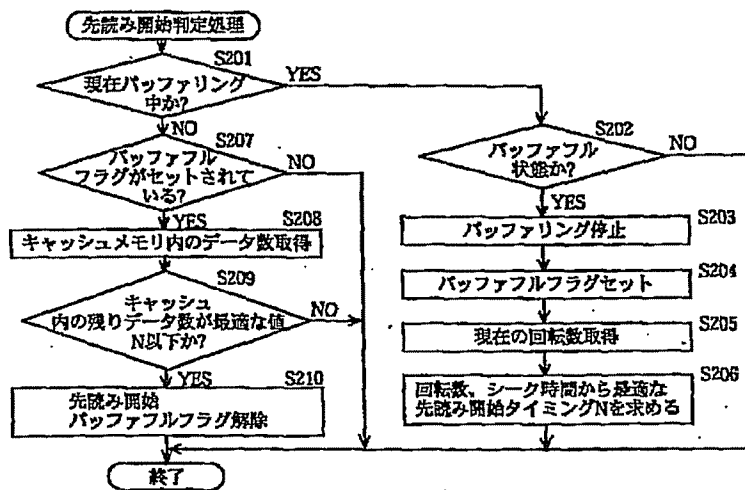 先読み開始判定処理
S201
現在バッファリング
中か?
YES
NO
S207
バッファフル
フラグがセットされて
いる?
NO
YES
S208
キャッシュメモリ内のデータ数取得
S209
キャッシュ
内の残りデータ数が最適な値
N以下か?
NO
YES
S210
先読み開始
バッファフルフラグ解除
終了
S202
バッファフル
状態か?
NO
YES
S203
バッファリング停止
S204
バッファフルフラグセット
S205
現在の回転数取得
S206
回転数、シーク時間から最適な
先読み開始タイミングNを求める